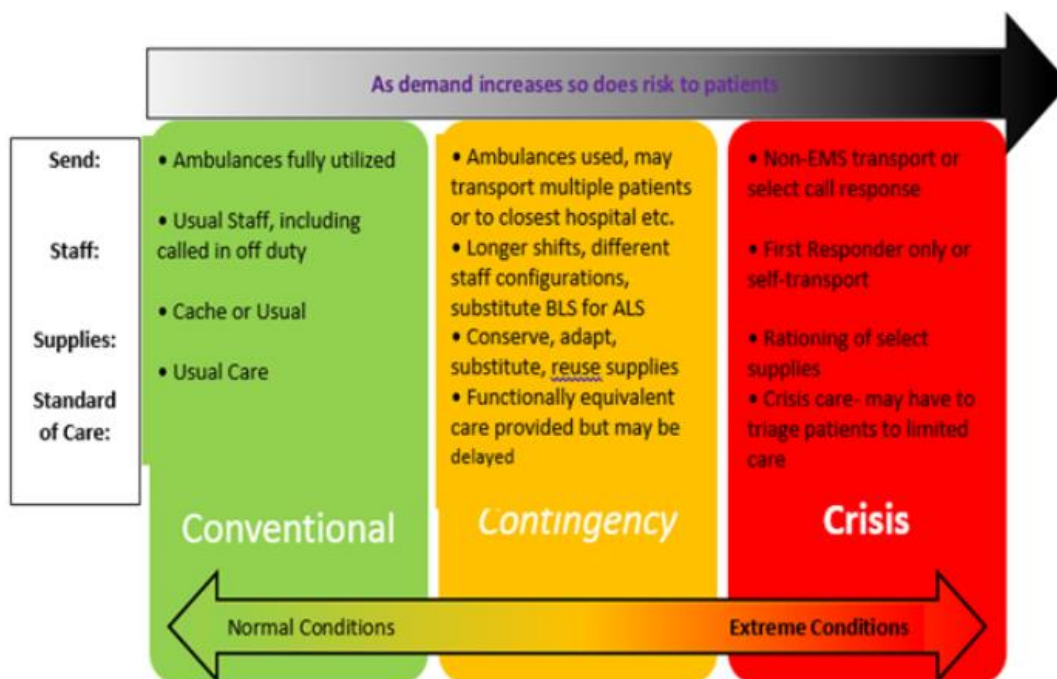 As demand increases so does risk to patients
Send:
Staff:
Supplies:
Standard
of Care:
• Ambulances fully utilized
• Usual Staff, including
called in off duty
• Cache or Usual
• Usual Care
Conventional
• Ambulances used, may
transport multiple patients
or to closest hospital etc.
• Longer shifts, different
staff configurations,
substitute BLS for ALS
• Conserve, adapt,
substitute, reuse supplies
• Functionally equivalent
care provided but may be
delayed
Contingency
• Non-EMS transport or
select call response
• First Responder only or
self-transport
• Rationing of select
supplies
• Crisis care- may have to
triage patients to limited
care
Crisis
Normal Conditions
Extreme Conditions